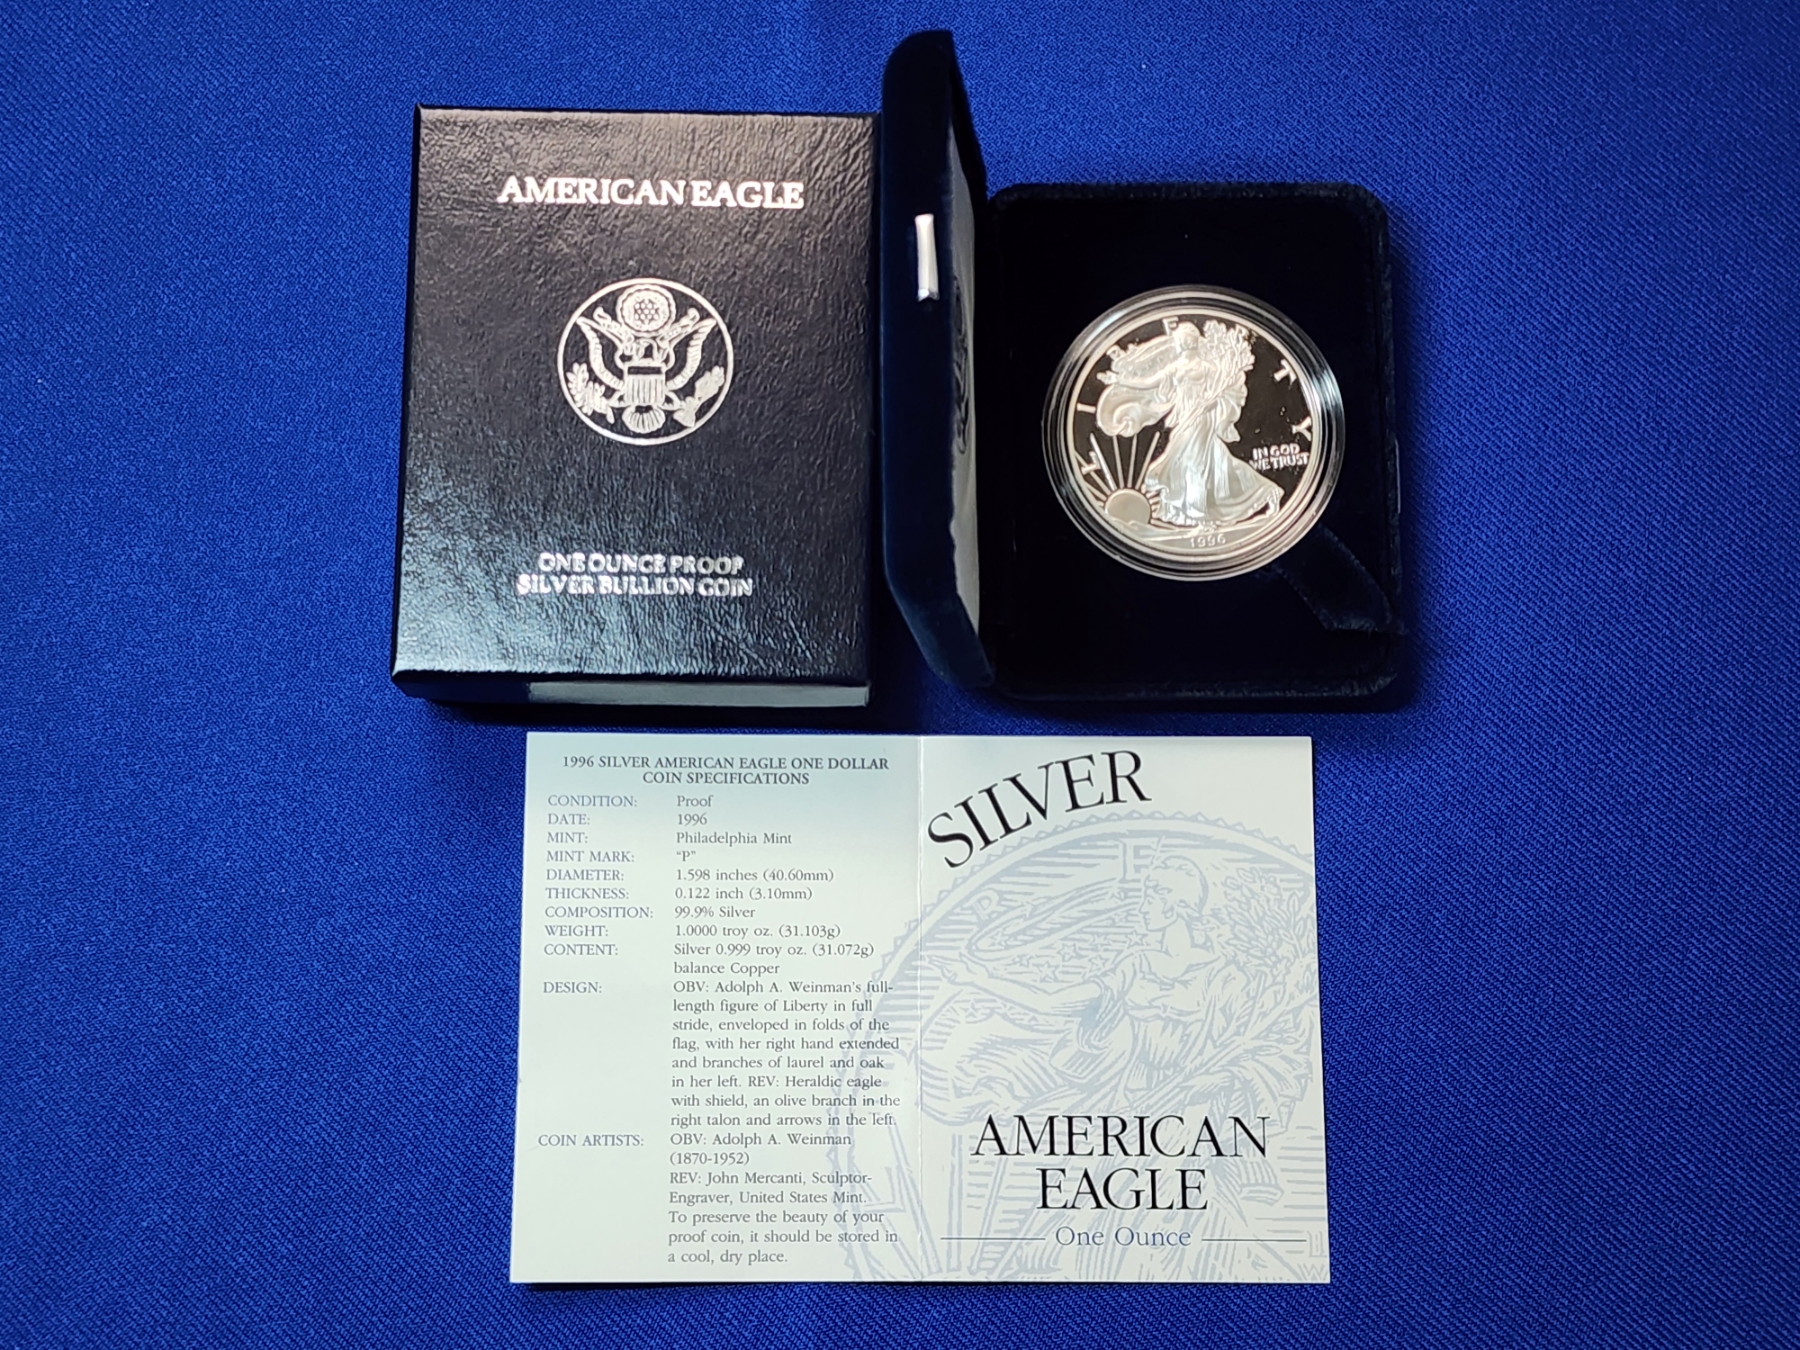 AMERICAN EAGLE
ONE OUNCE PROOF
SILVER BULLION COIN
LIBERTY
IN GOD
WE TRUST
1996
1996 SILVER AMERICAN EAGLE ONE DOLLAR
COIN SPECIFICATIONS
CONDITION: Proof
DATE: 1996
MINT: Philadelphia Mint
MINT MARK: “P”
DIAMETER: 1.598 inches (40.60mm)
THICKNESS: 0.122 inch (3.10mm)
COMPOSITION: 99.9% Silver
WEIGHT: 1.0000 troy oz. (31.103g)
CONTENT: Silver 0.999 troy oz. (31.072g)
balance Copper
DESIGN: OBV: Adolph A. Weinman's full-
length figure of Liberty in full
stride, enveloped in folds of the
flag, with her right hand extended
and branches of laurel and oak
in her left. REV: Heraldic eagle
with shield, an olive branch in the
right talon and arrows in the left.
COIN ARTISTS: OBV: Adolph A. Weinman
(1870-1952)
REV: John Mercanti, Sculptor-
Engraver, United States Mint.
To preserve the beauty of your
proof coin, it should be stored in
a cool, dry place.
SILVER
AMERICAN
EAGLE
One Ounce